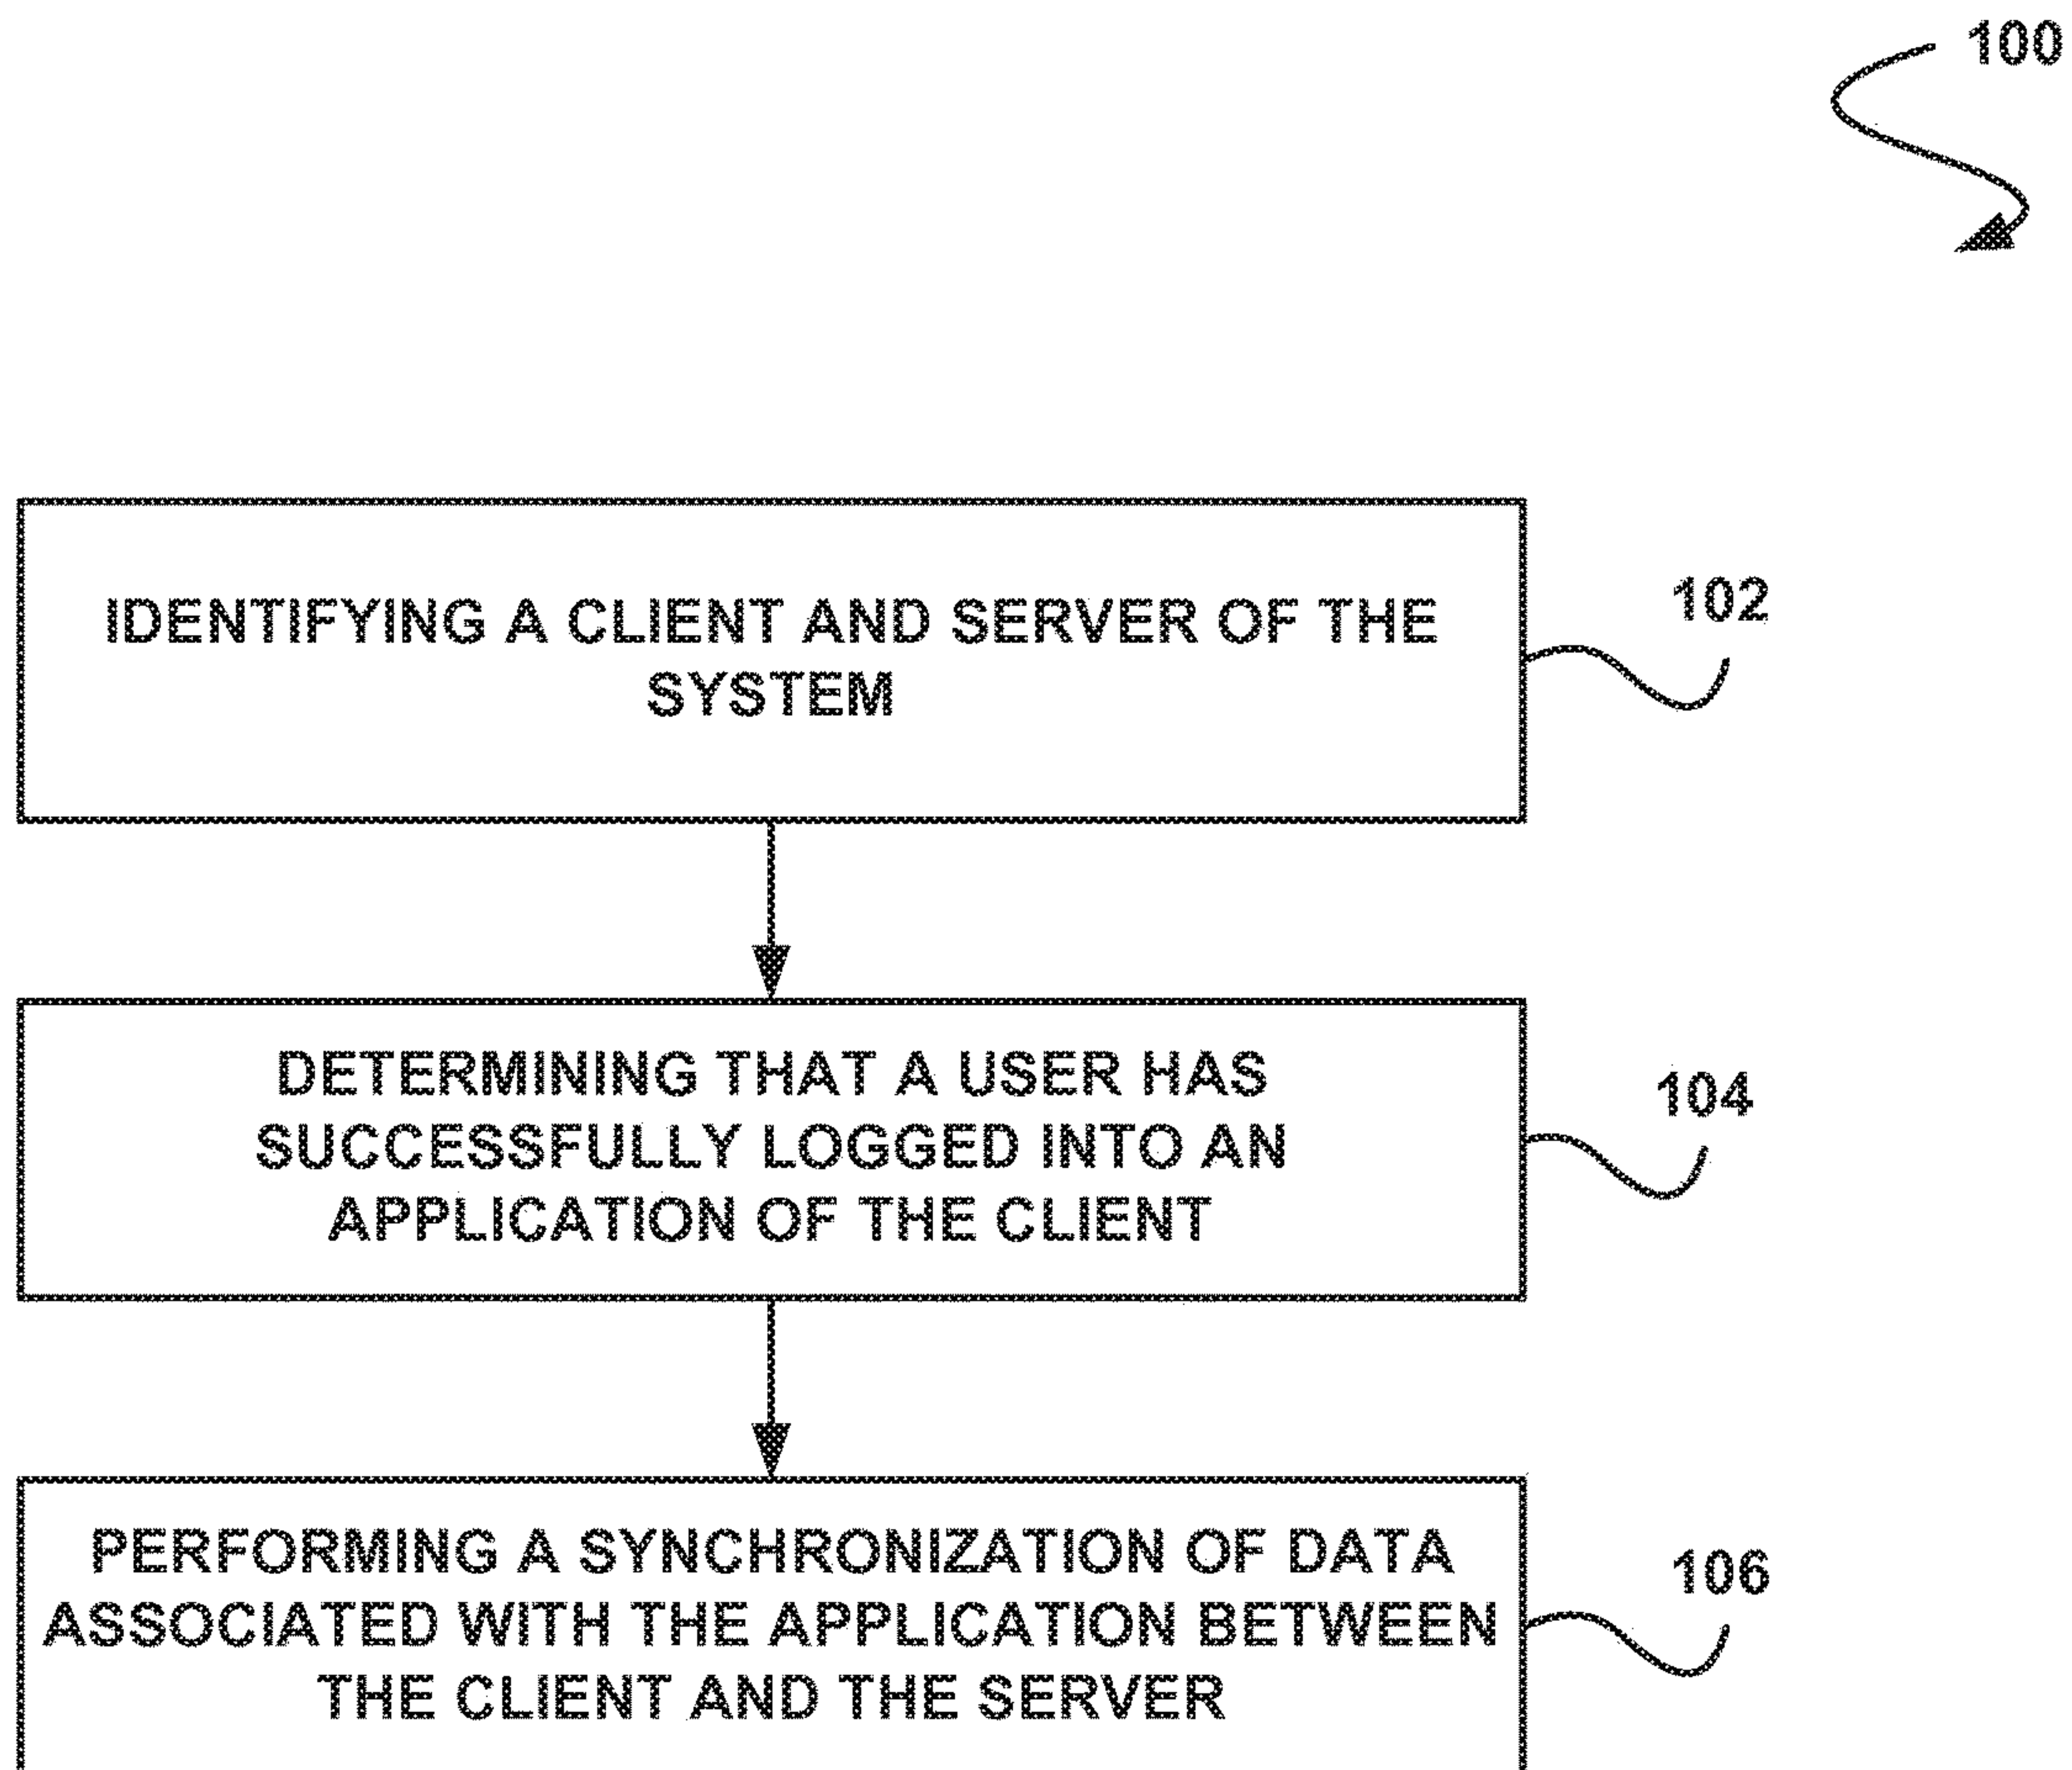 100
IDENTIFYING A CLIENT AND SERVER OF THE
SYSTEM
102
DETERMINING THAT A USER HAS
SUCCESSFULLY LOGGED INTO AN
APPLICATION OF THE CLIENT
104
PERFORMING A SYNCHRONIZATION OF DATA
ASSOCIATED WITH THE APPLICATION BETWEEN
THE CLIENT AND THE SERVER
106